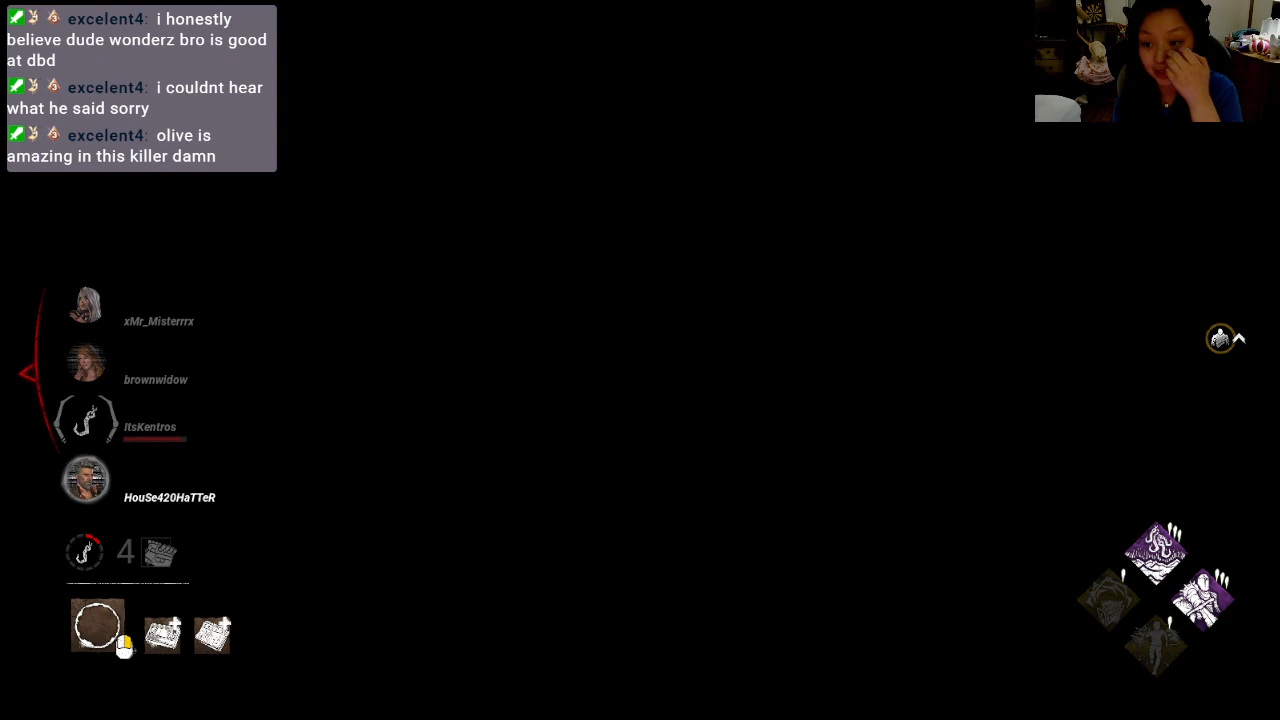 excelent4: i honestly
believe dude wonderz bro is good
at dbd
excelent4: i couldnt hear
what he said sorry
excelent4: olive is
amazing in this killer damn
xMr_Misterrrx
brownwidow
ItsKentros
HouSe420HaTTeR
4